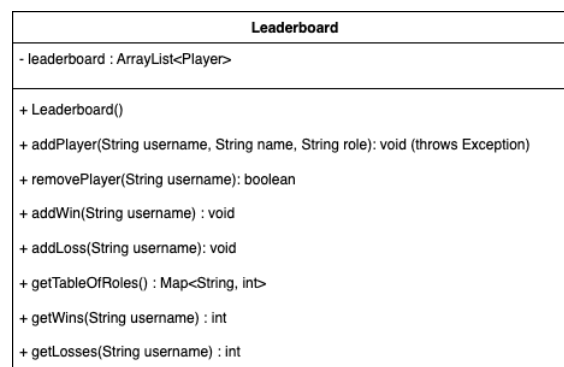 Leaderboard
- leaderboard : ArrayList<Player>
+ Leaderboard()
+ addPlayer(String username, String name, String role): void (throws Exception)
+ removePlayer(String username): boolean
+ addWin(String username) : void
+ addLoss(String username): void
+ getTableOfRoles() : Map<String, int>
+ getWins(String username) : int
+ getLosses(String username) : int